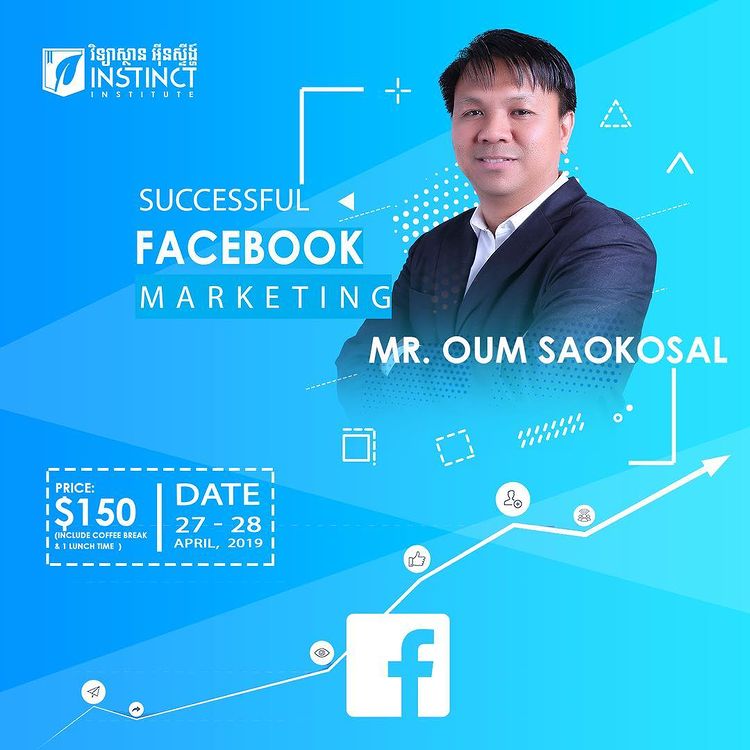 វិទ្យាស្ថាន អ៊ីនស្ទីង្ហ
INSTINCT
INSTITUTE
SUCCESSFUL
FACEBOOK
MARKETING
MR. OUM SAOKOSAL
PRICE:
$150
(INCLUDE COFFEE BREAK
& 1 LUNCH TIME )
DATE
27 - 28
APRIL, 2019
f